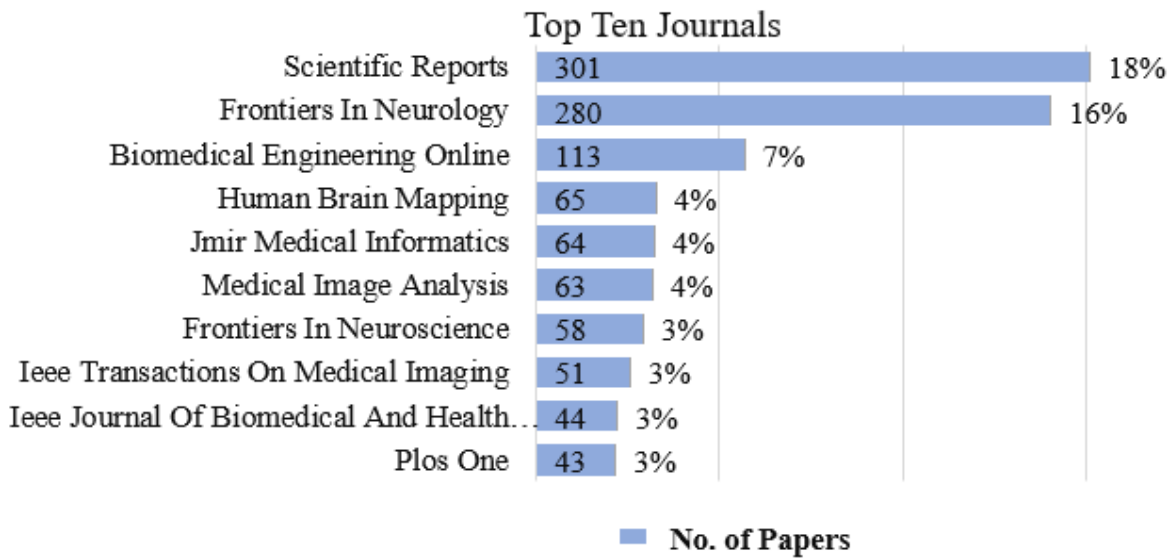 Top Ten Journals
Scientific Reports 301 18%
Frontiers In Neurology 280 16%
Biomedical Engineering Online 113 7%
Human Brain Mapping 65 4%
Jmir Medical Informatics 64 4%
Medical Image Analysis 63 4%
Frontiers In Neuroscience 58 3%
Ieee Transactions On Medical Imaging 51 3%
Ieee Journal Of Biomedical And Health… 44 3%
Plos One 43 3%
No. of Papers